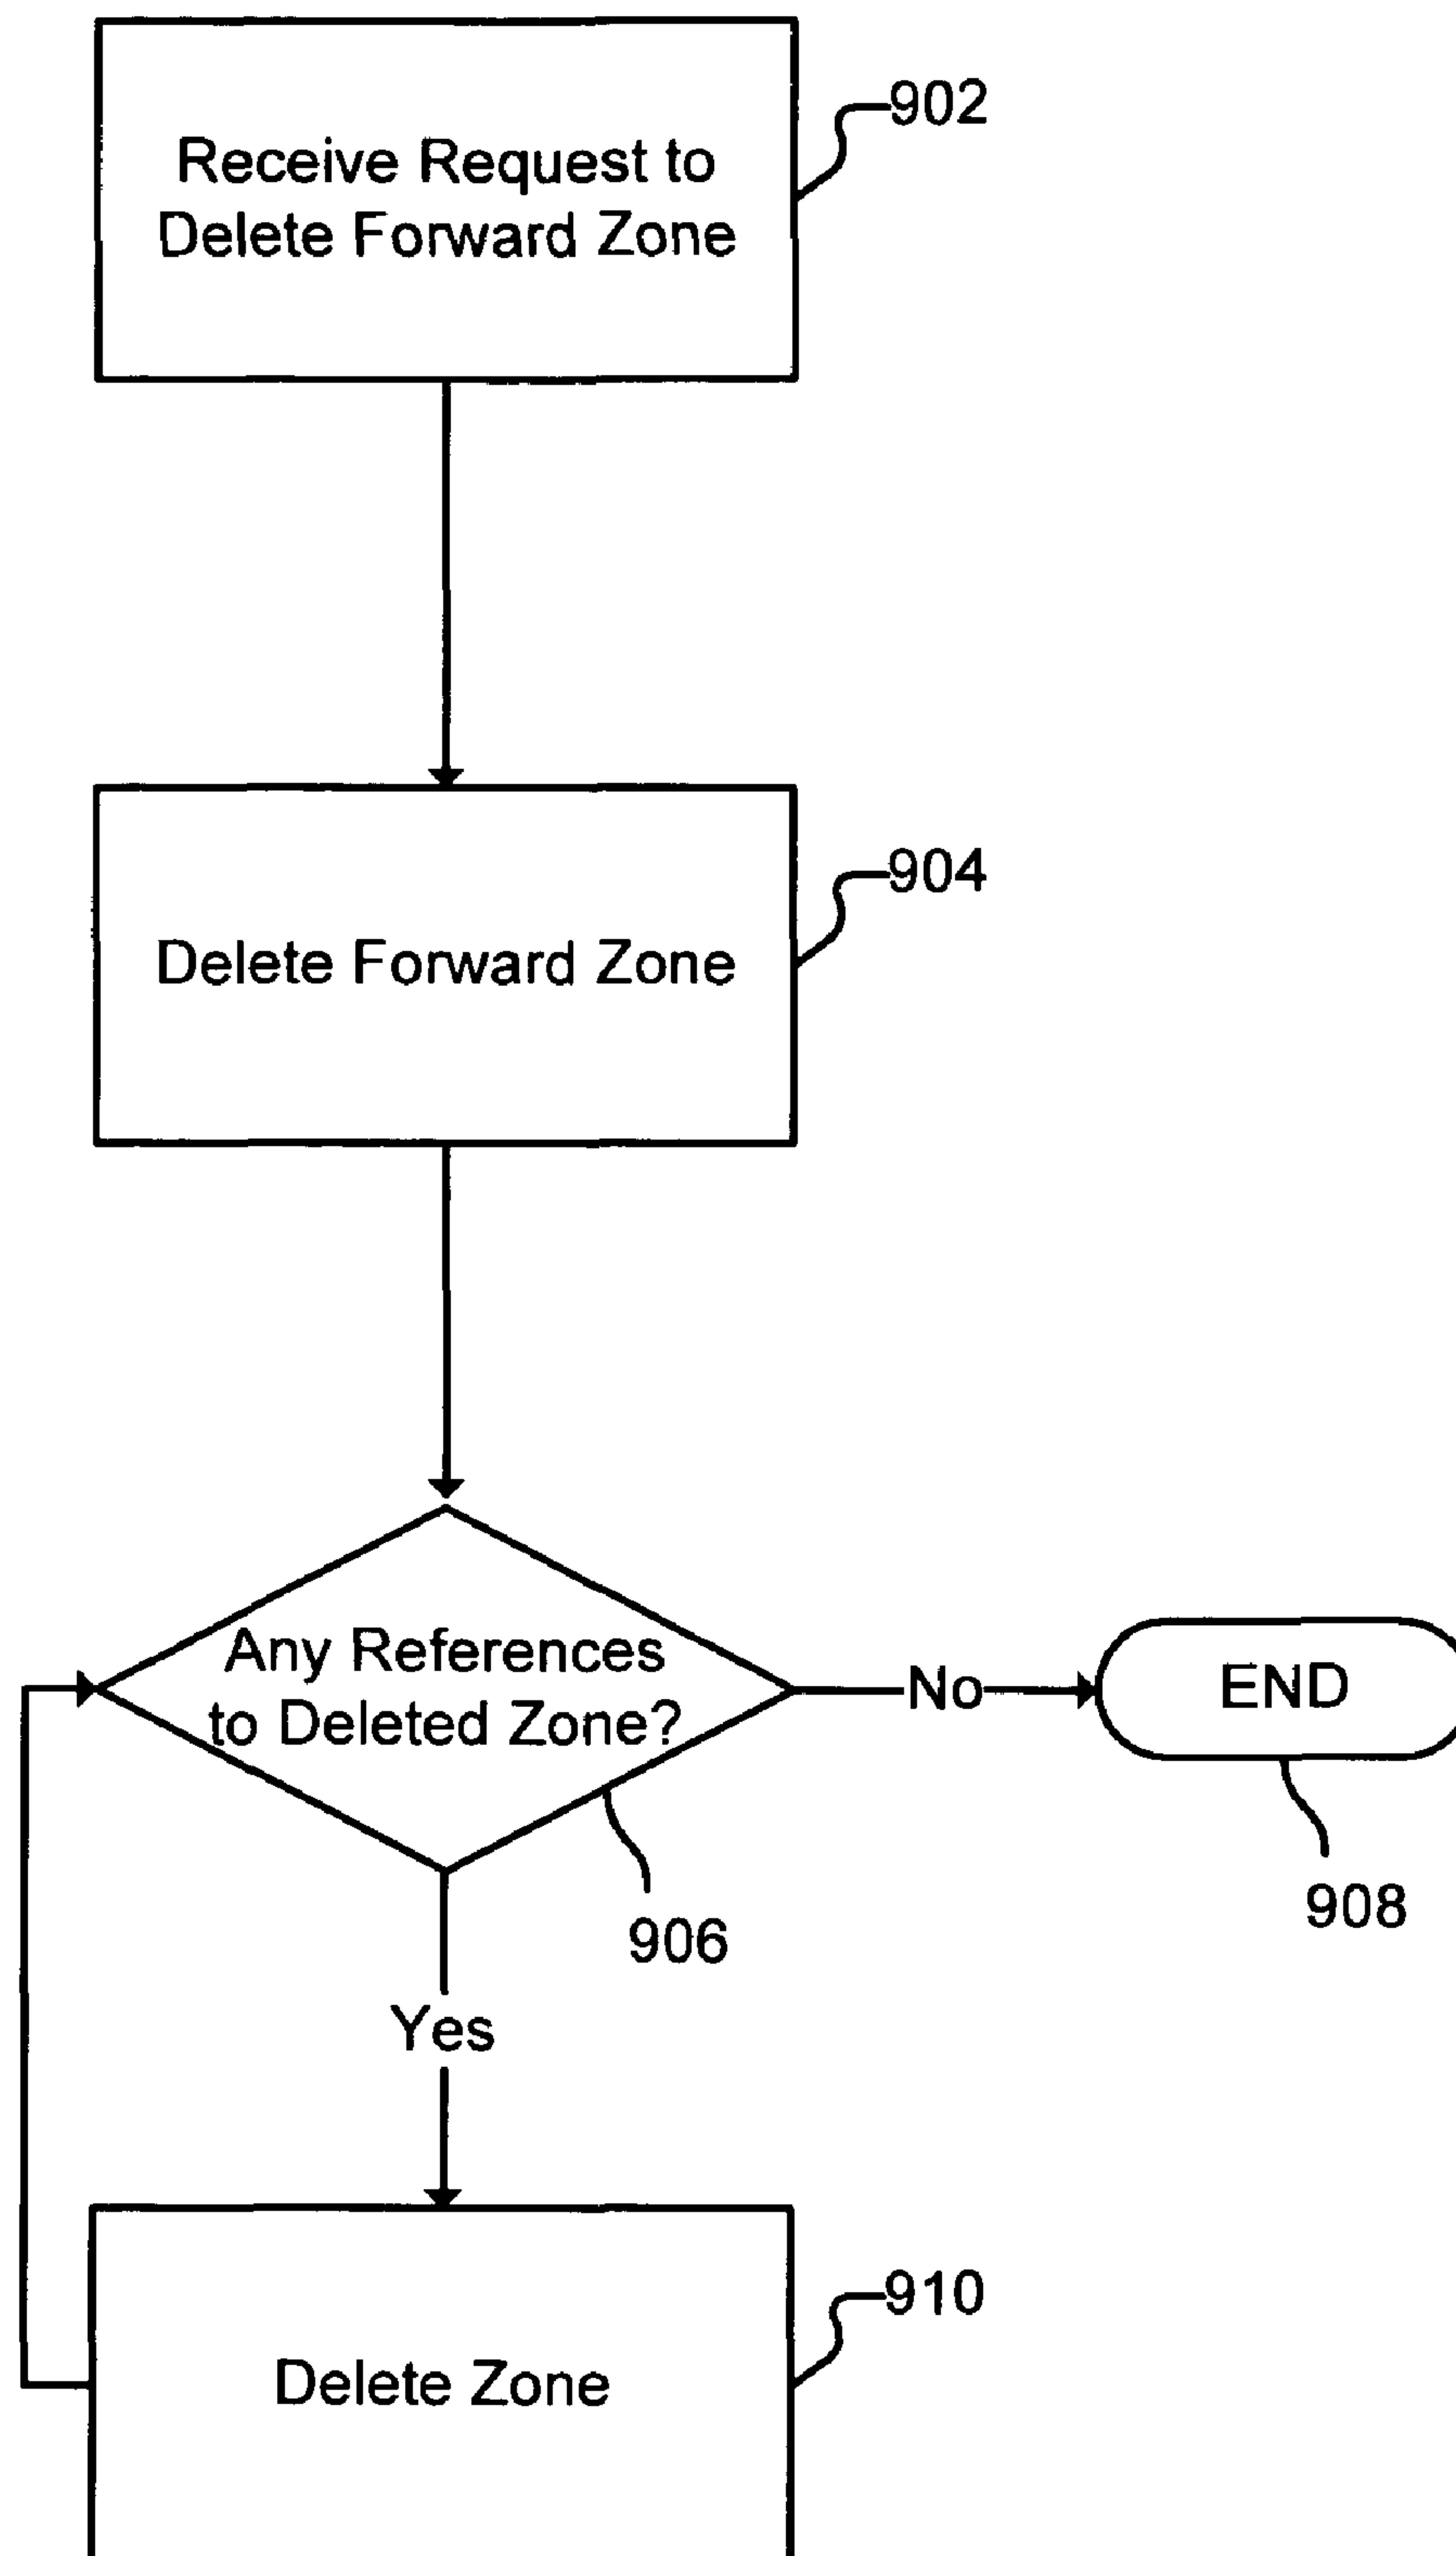 902
Receive Request to
Delete Forward Zone
904
Delete Forward Zone
Any References
to Deleted Zone?
No
END
906
908
Yes
910
Delete Zone